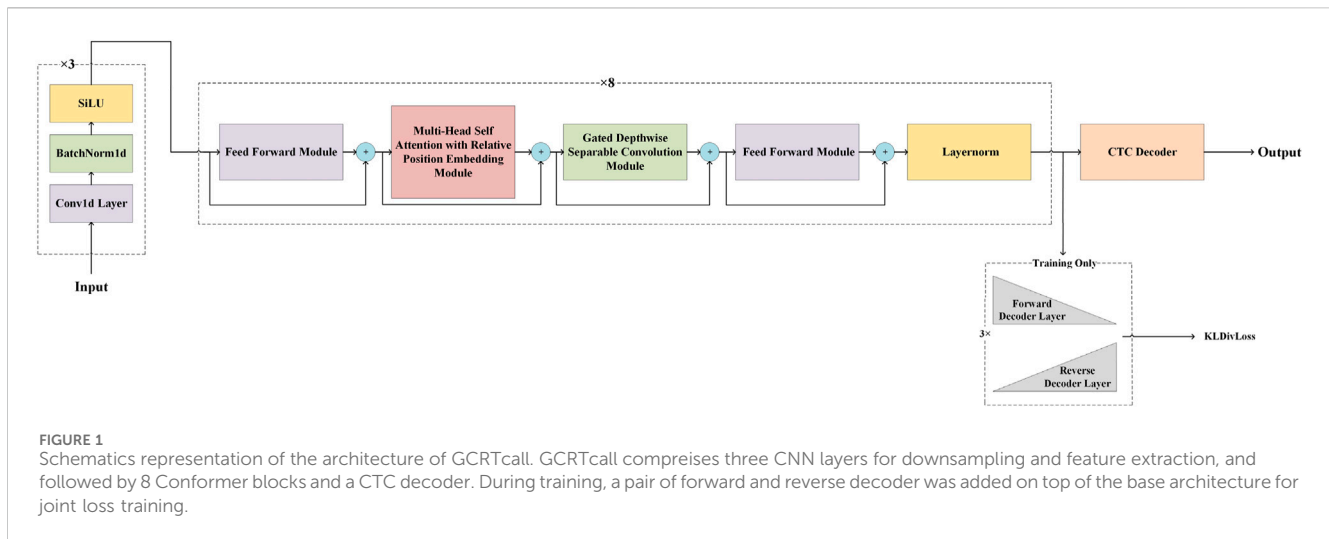 ×3
SiLU
BatchNorm1d
Conv1d Layer
Input
×8
Feed Forward Module
+
Multi-Head Self
Attention with Relative
Position Embedding
Module
+
Gated Depthwise
Separable Convolution
Module
+
Feed Forward Module
+
Layernorm
CTC Decoder
Output
Training Only
3×
Forward
Decoder Layer
Reverse
Decoder Layer
KLDivLoss
FIGURE 1
Schematics representation of the architecture of GCRTcall. GCRTcall compreises three CNN layers for downsampling and feature extraction, and
followed by 8 Conformer blocks and a CTC decoder. During training, a pair of forward and reverse decoder was added on top of the base architecture for
joint loss training.